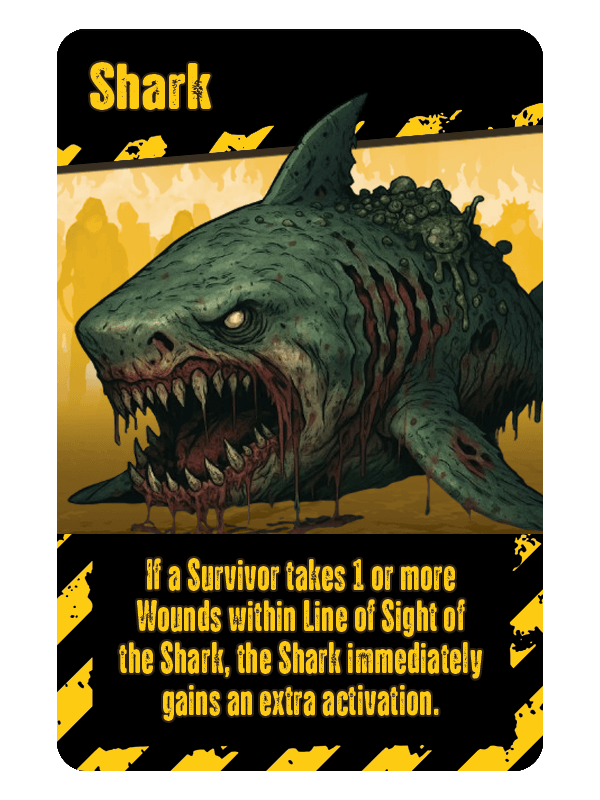 Shark
If a Survivor takes 1 or more
Wounds within Line of Sight of
the Shark, the Shark immediately
gains an extra activation.